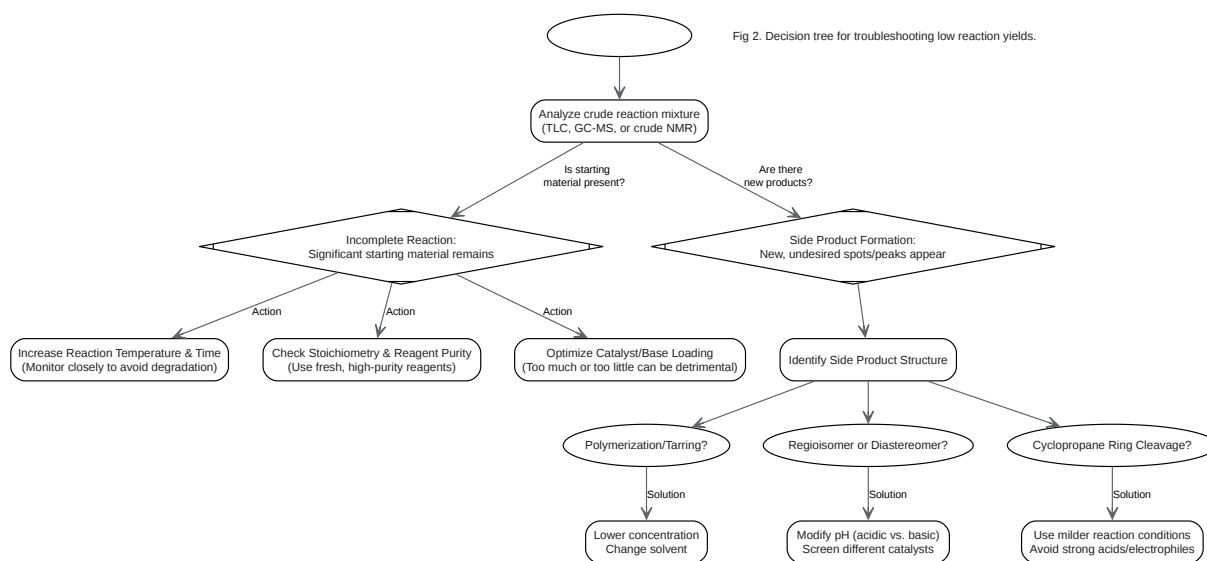 Fig 2. Decision tree for troubleshooting low reaction yields.
Analyze crude reaction mixture
(TLC, GC-MS, or crude NMR)
Is starting
material present?
Are there
new products?
Incomplete Reaction:
Significant starting material remains
Side Product Formation:
New, undesired spots/peaks appear
Action
Action
Action
Increase Reaction Temperature & Time
(Monitor closely to avoid degradation)
Check Stoichiometry & Reagent Purity
(Use fresh, high-purity reagents)
Optimize Catalyst/Base Loading
(Too much or too little can be detrimental)
Identify Side Product Structure
Polymerization/Tarring?
Regioisomer or Diastereomer?
Cyclopropane Ring Cleavage?
Solution
Solution
Solution
Lower concentration
Change solvent
Modify pH (acidic vs. basic)
Screen different catalysts
Use milder reaction conditions
Avoid strong acids/electrophiles